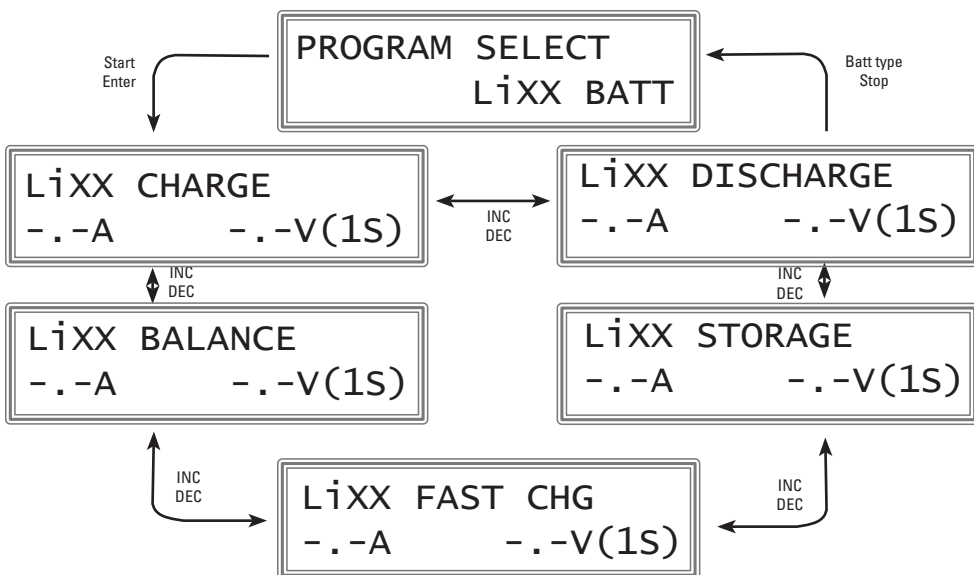 PROGRAM SELECT
LiXX BATT
Start
Enter
Batt type
Stop
LiXX CHARGE
-.-A -.-V(1S)
INC
DEC
LiXX DISCHARGE
-.-A -.-V(1S)
INC
DEC
INC
DEC
LiXX BALANCE
-.-A -.-V(1S)
LiXX STORAGE
-.-A -.-V(1S)
INC
DEC
INC
DEC
LiXX FAST CHG
-.-A -.-V(1S)